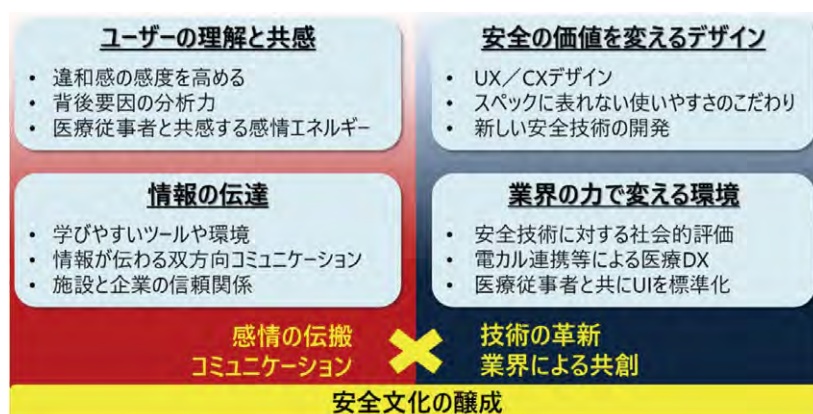 ユーザーの理解と共感
• 違和感の感度を高める
• 背後要因の分析力
• 医療従事者と共感する感情エネルギー
安全の価値を変えるデザイン
• UX／CXデザイン
• スペックに表れない使いやすさのこだわり
• 新しい安全技術の開発
情報の伝達
• 学びやすいツールや環境
• 情報が伝わる双方向コミュニケーション
• 施設と企業の信頼関係
業界の力で変える環境
• 安全技術に対する社会的評価
• 電カル連携等による医療DX
• 医療従事者と共にUIを標準化
感情の伝搬
コミュニケーション
×
技術の革新
業界による共創
安全文化の醸成